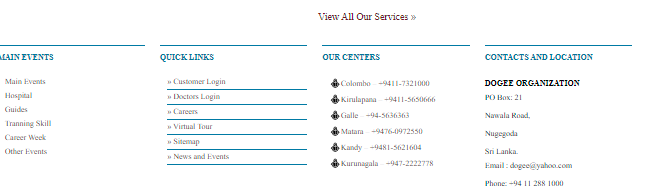 View All Our Services »
MAIN EVENTS
Main Events
Hospital
Guides
Tranning Skill
Career Week
Other Events
QUICK LINKS
» Customer Login
» Doctors Login
» Careers
» Virtual Tour
» Sitemap
» News and Events
OUR CENTERS
Colombo – +9411-7321000
Kirulapana – +9411-5650666
Galle – +94-5636363
Matara – +9476-0972550
Kandy – +9481-5621604
Kurunagala – +947-2222778
CONTACTS AND LOCATION
DOGEE ORGANIZATION
PO Box: 21
Nawala Road,
Nugegoda
Sri Lanka.
Email : dogee@yahoo.com
Phone: +94 11 288 1000